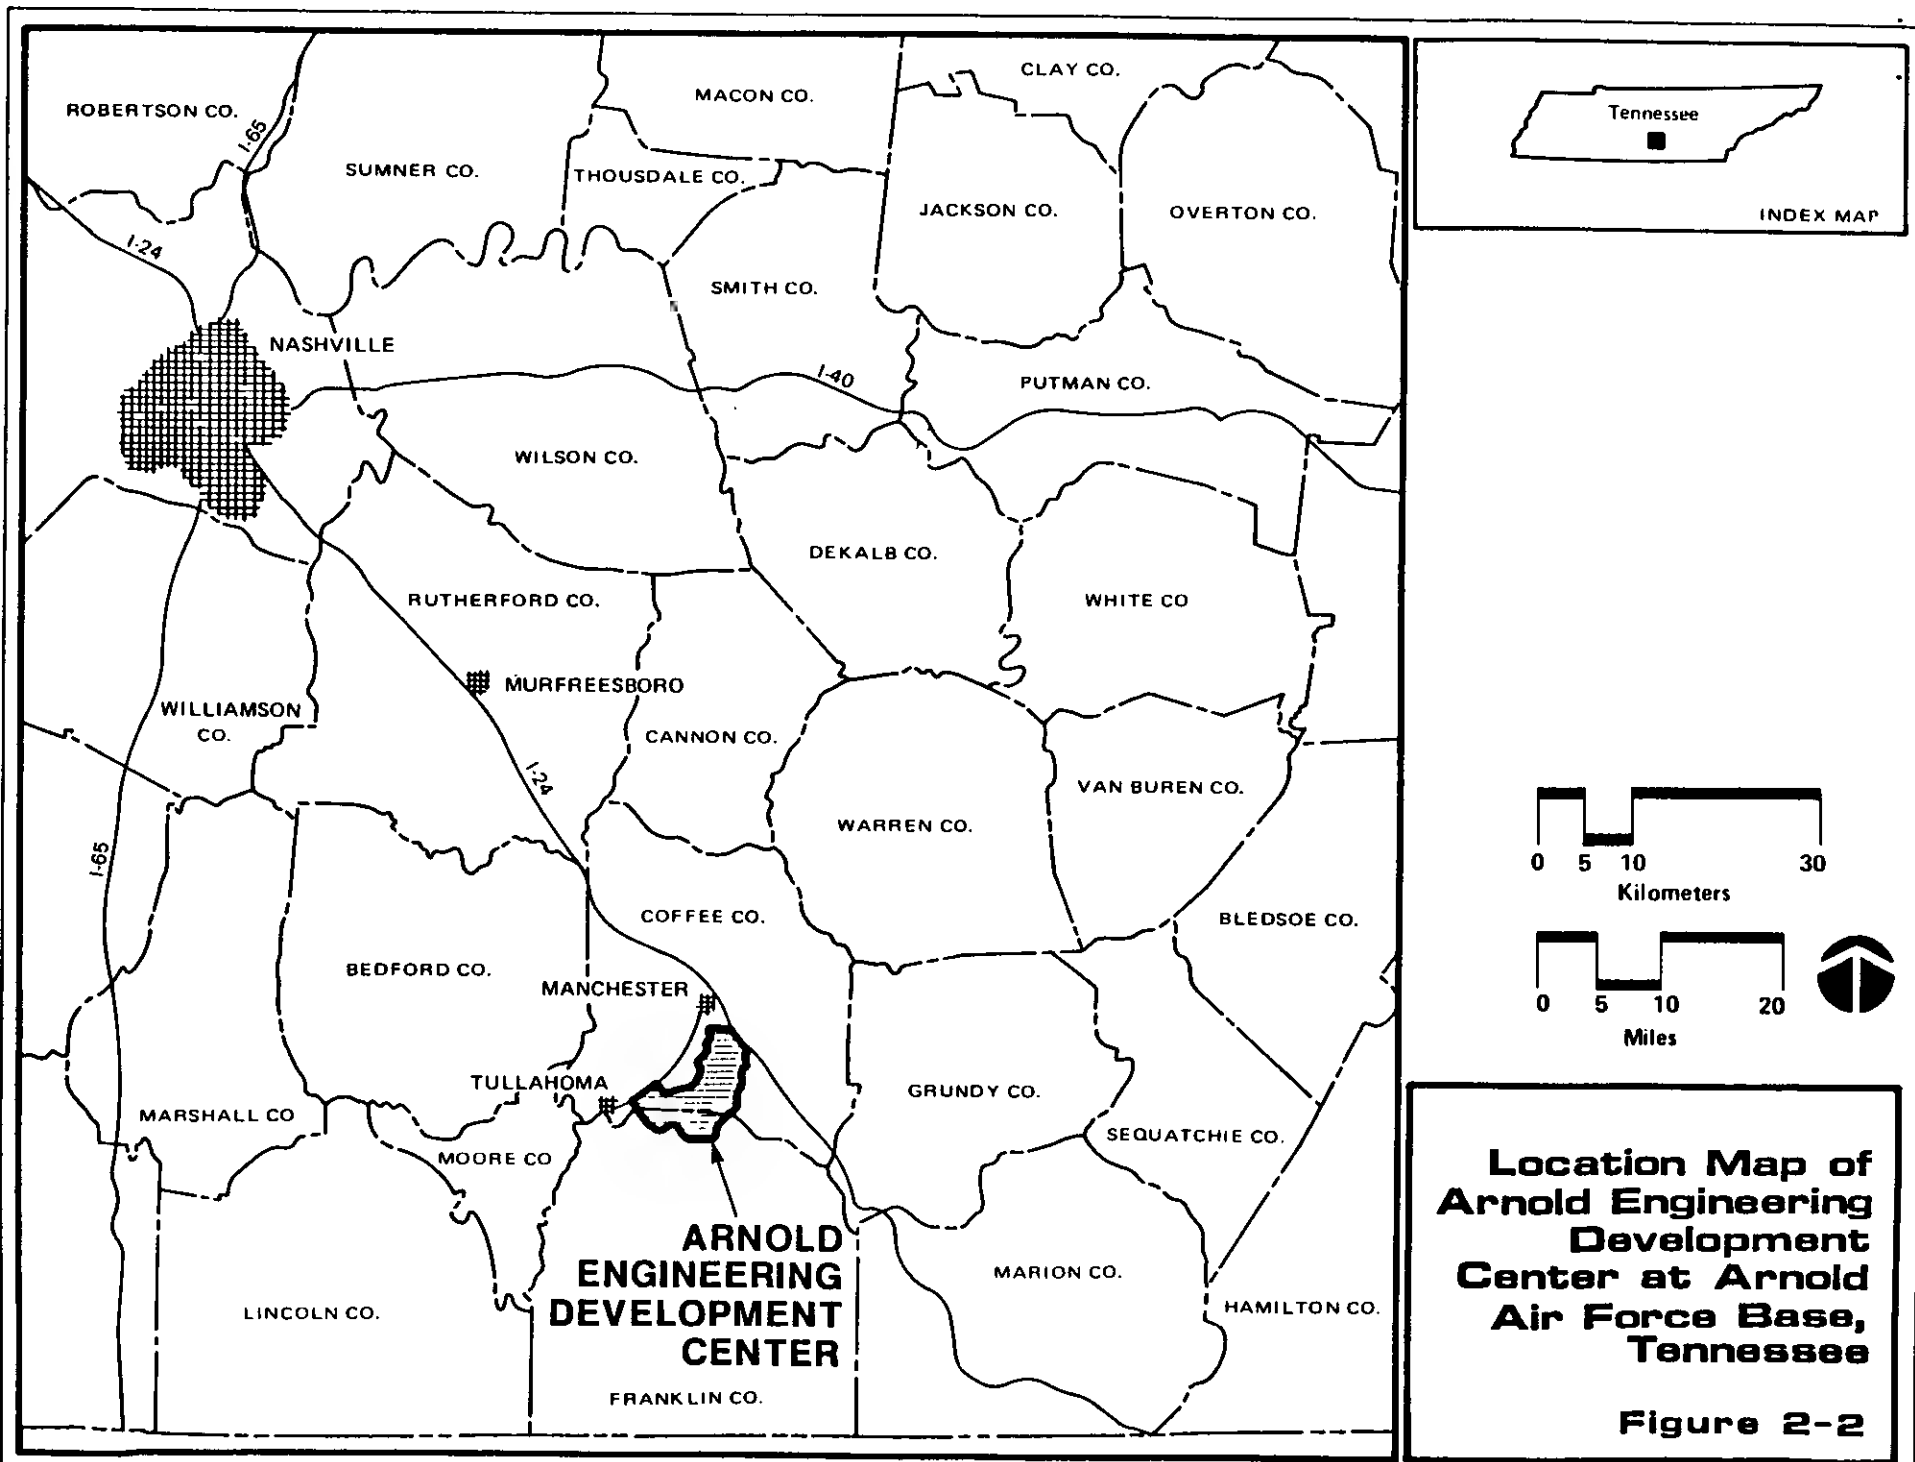 CLAY CO.
MACON CO.
ROBERTSON CO.
I-65
SUMNER CO.
THOUSDALE CO.
JACKSON CO.
OVERTON CO.
I-24
SMITH CO.
NASHVILLE
I-40
PUTMAN CO.
WILSON CO.
DEKALB CO.
RUTHERFORD CO.
WHITE CO
MURFREESBORO
WILLIAMSON
CO.
CANNON CO.
I-24
VAN BUREN CO.
WARREN CO.
I-65
COFFEE CO.
BLEDSOE CO.
BEDFORD CO.
MANCHESTER
TULLAHOMA
GRUNDY CO.
MARSHALL CO
SEQUATCHIE CO.
MOORE CO
ARNOLD
ENGINEERING
DEVELOPMENT
CENTER
MARION CO.
HAMILTON CO.
LINCOLN CO.
FRANKLIN CO.
Tennessee
INDEX MAP
0 5 10 30
Kilometers
0 5 10 20
Miles
Location Map of
Arnold Engineering
Development
Center at Arnold
Air Force Base,
Tennessee
Figure 2-2